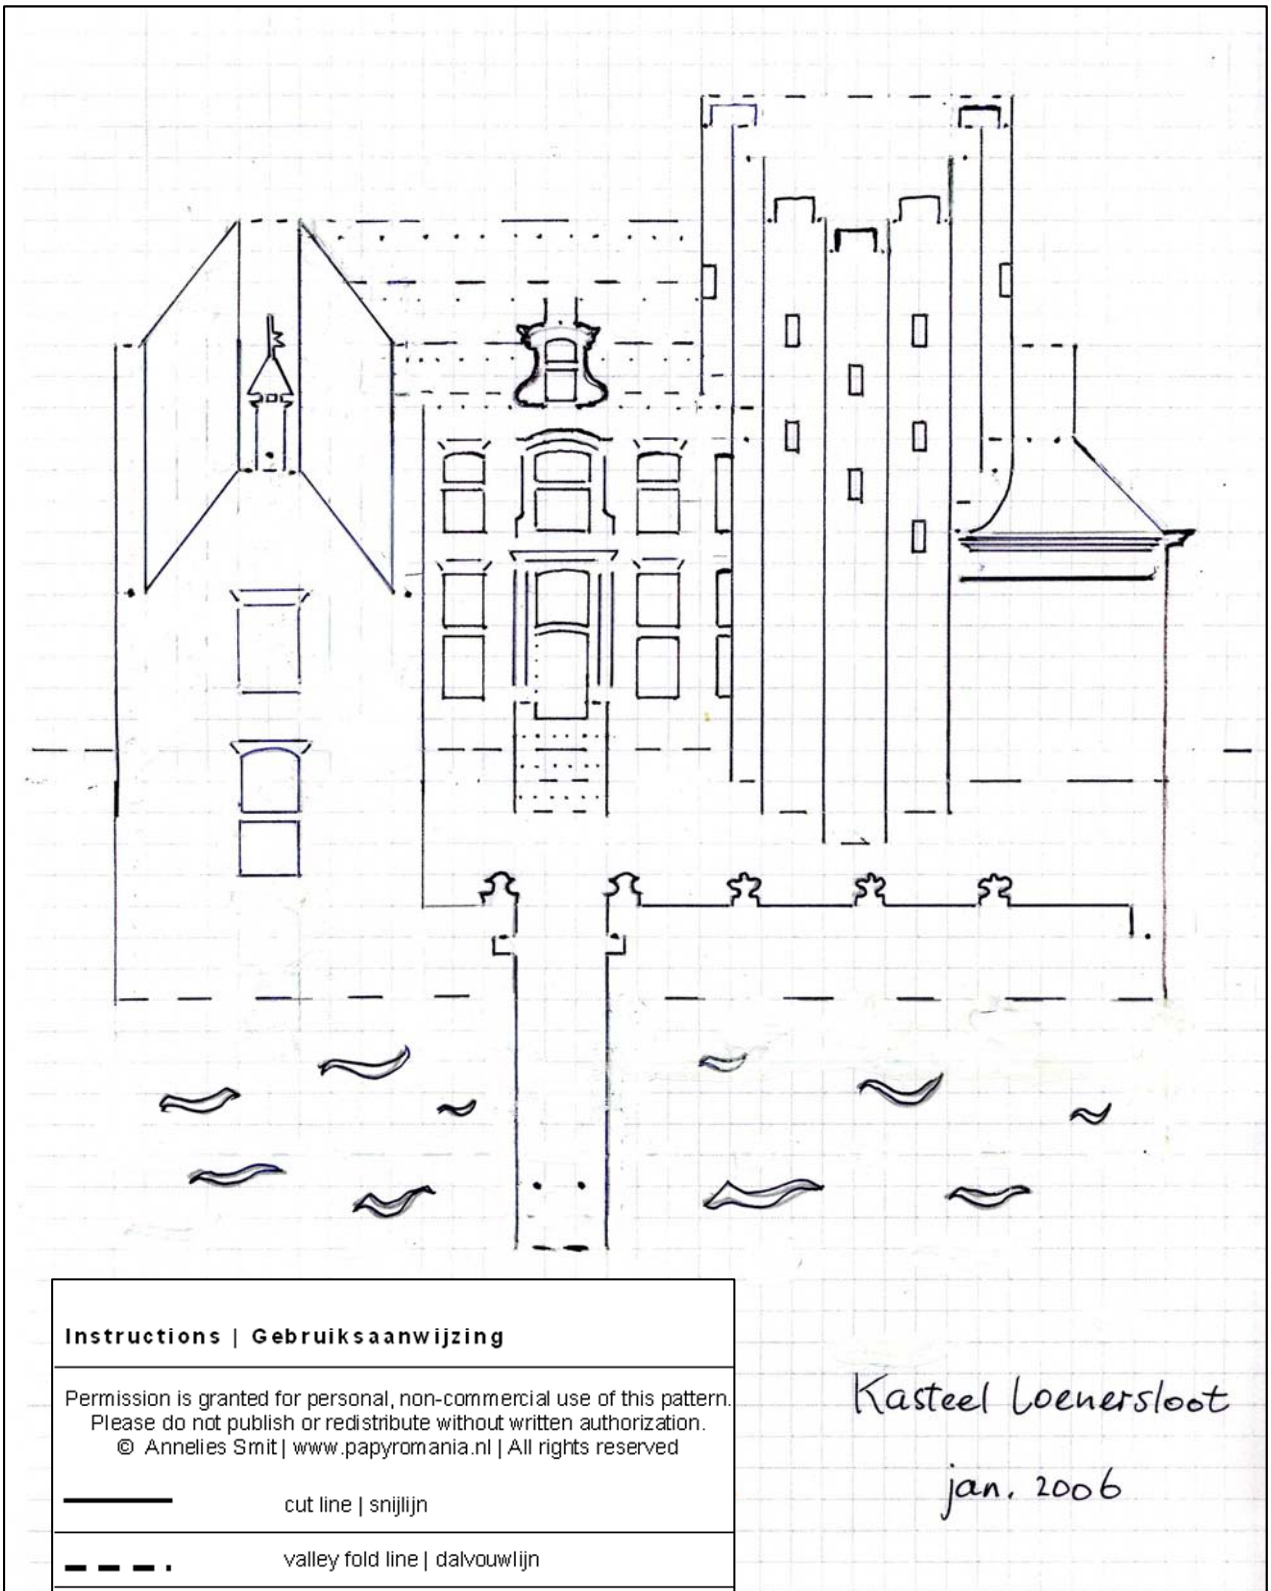 Instructions | Gebruiksaanwijzing
Permission is granted for personal, non-commercial use of this pattern.
Please do not publish or redistribute without written authorization.
© Annelies Smit | www.papyromania.nl | All rights reserved
cut line | snijlijn
valley fold line | dalvouwlijn
Kasteel Loenersloot
jan. 2006